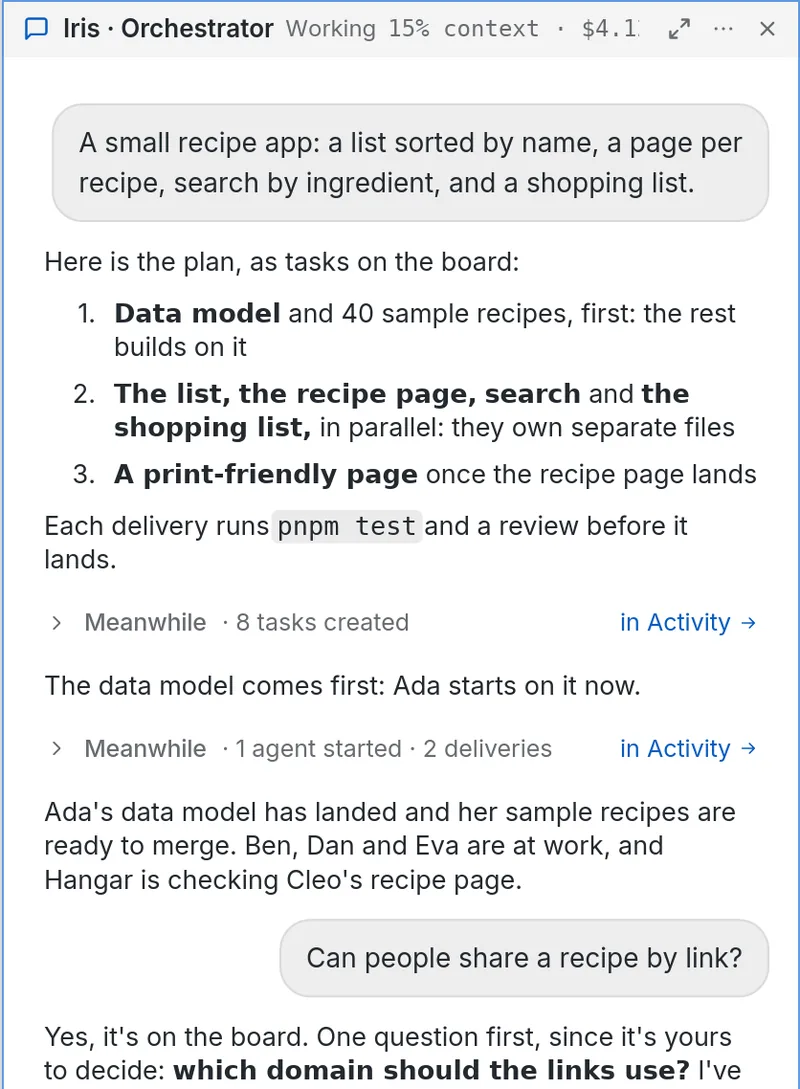 Iris · Orchestrator Working 15% context · $4.1
A small recipe app: a list sorted by name, a page per
recipe, search by ingredient, and a shopping list.
Here is the plan, as tasks on the board:
1. Data model and 40 sample recipes, first: the rest
builds on it
2. The list, the recipe page, search and the
shopping list, in parallel: they own separate files
3. A print-friendly page once the recipe page lands
Each delivery runs pnpm test and a review before it
lands.
Meanwhile · 8 tasks created in Activity →
The data model comes first: Ada starts on it now.
Meanwhile · 1 agent started · 2 deliveries in Activity →
Ada's data model has landed and her sample recipes are
ready to merge. Ben, Dan and Eva are at work, and
Hangar is checking Cleo's recipe page.
Can people share a recipe by link?
Yes, it's on the board. One question first, since it's yours
to decide: which domain should the links use? I've